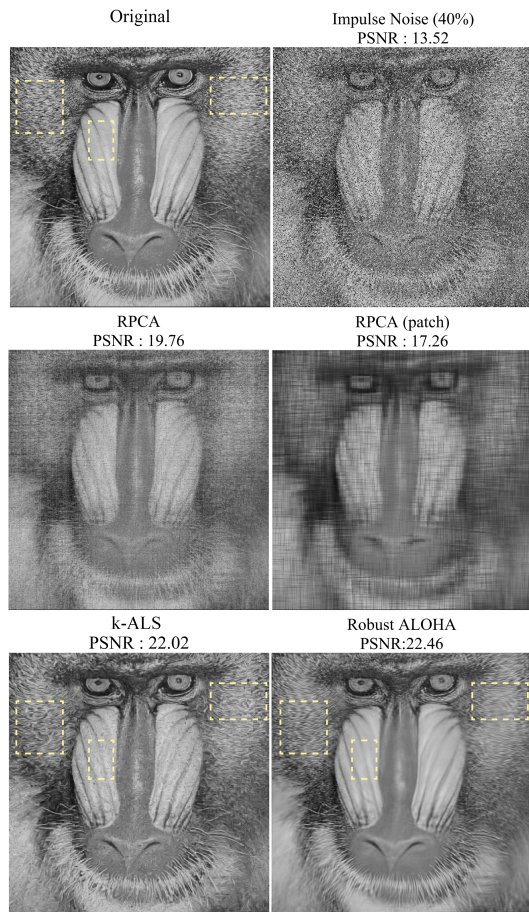 Original
Impulse Noise (40%)
PSNR : 13.52
RPCA
PSNR : 19.76
RPCA (patch)
PSNR : 17.26
k-ALS
PSNR : 22.02
Robust ALOHA
PSNR:22.46